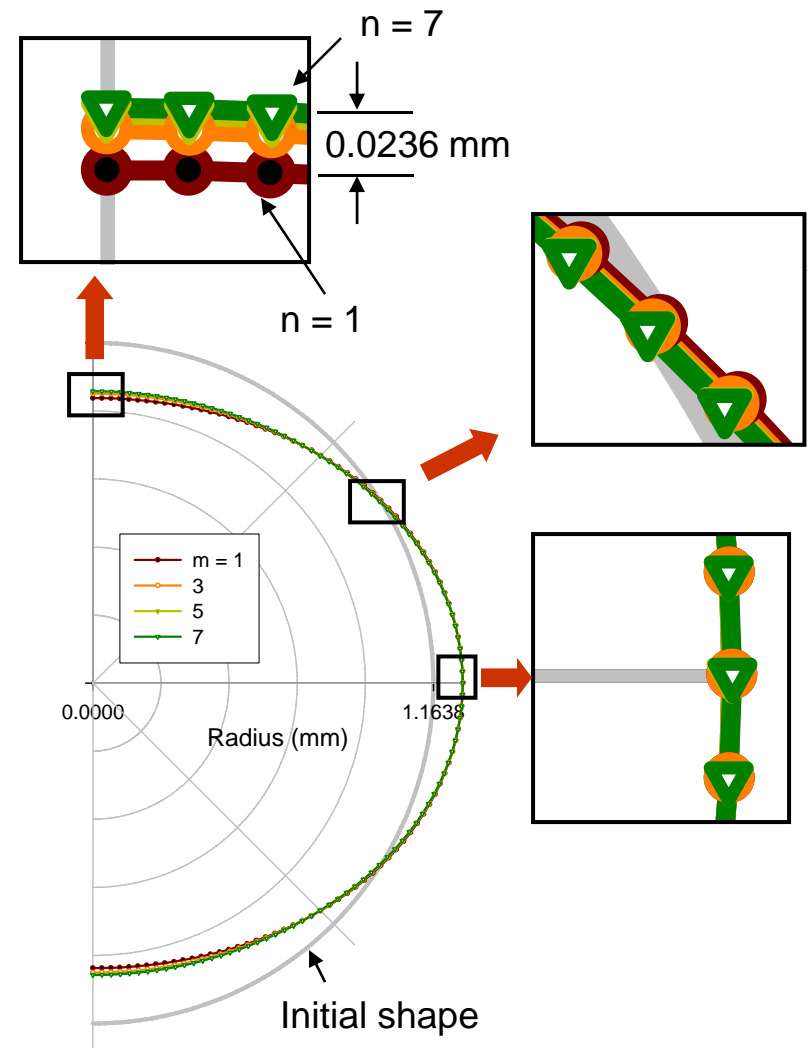 n = 7
0.0236 mm
n = 1
m = 1
3
5
7
0.0000
1.1638
Radius (mm)
Initial shape